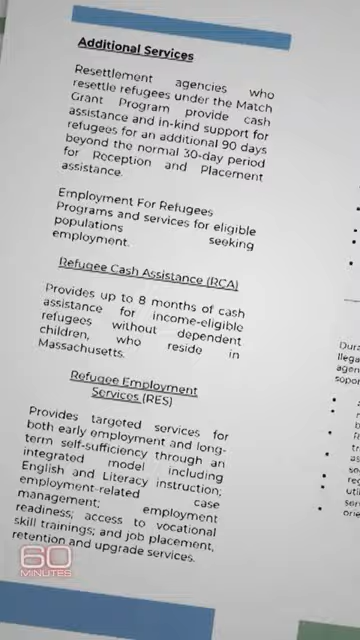 Additional Services
Resettlement agencies who
resettle refugees under the Match
Grant Program provide cash
assistance and in-kind support for
refugees for an additional 90 days
beyond the normal 30-day period
for Reception and Placement
assistance.
Employment For Refugees
Programs and services for eligible
populations seeking
employment.
Refugee Cash Assistance (RCA)
Provides up to 8 months of cash
assistance for income-eligible
refugees without dependent
children, who reside in
Massachusetts.
Refugee Employment
Services (RES)
Provides targeted services for
both early employment and long-
term self-sufficiency through an
integrated model including
English and Literacy instruction;
employment-related case
management; employment
readiness; access to vocational
skill trainings; and job placement,
retention and upgrade services.
60
MINUTES